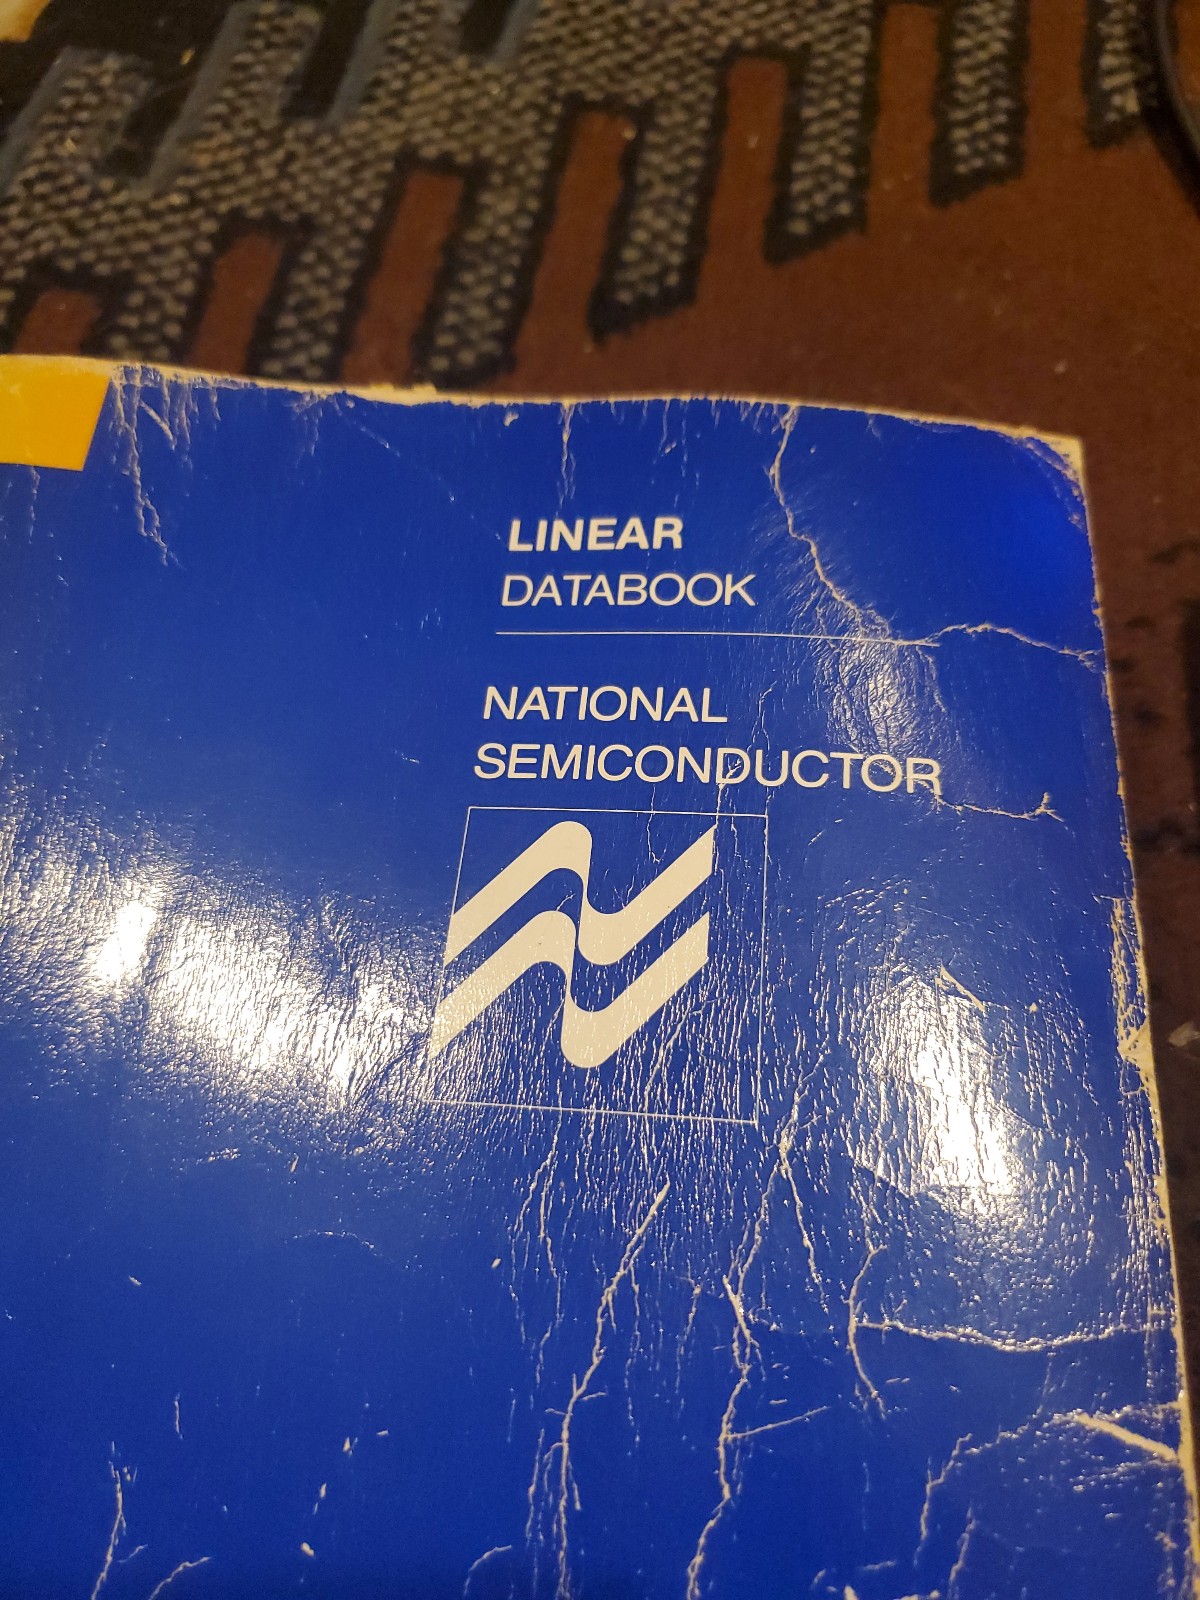 LINEAR
DATABOOK
NATIONAL
SEMICONDUCTOR